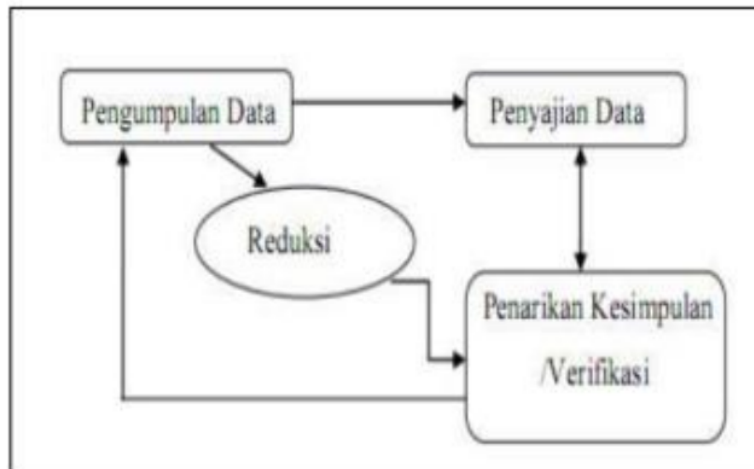 Pengumpulan Data
Penyajian Data
Reduksi
Penarikan Kesimpulan
/Verifikasi